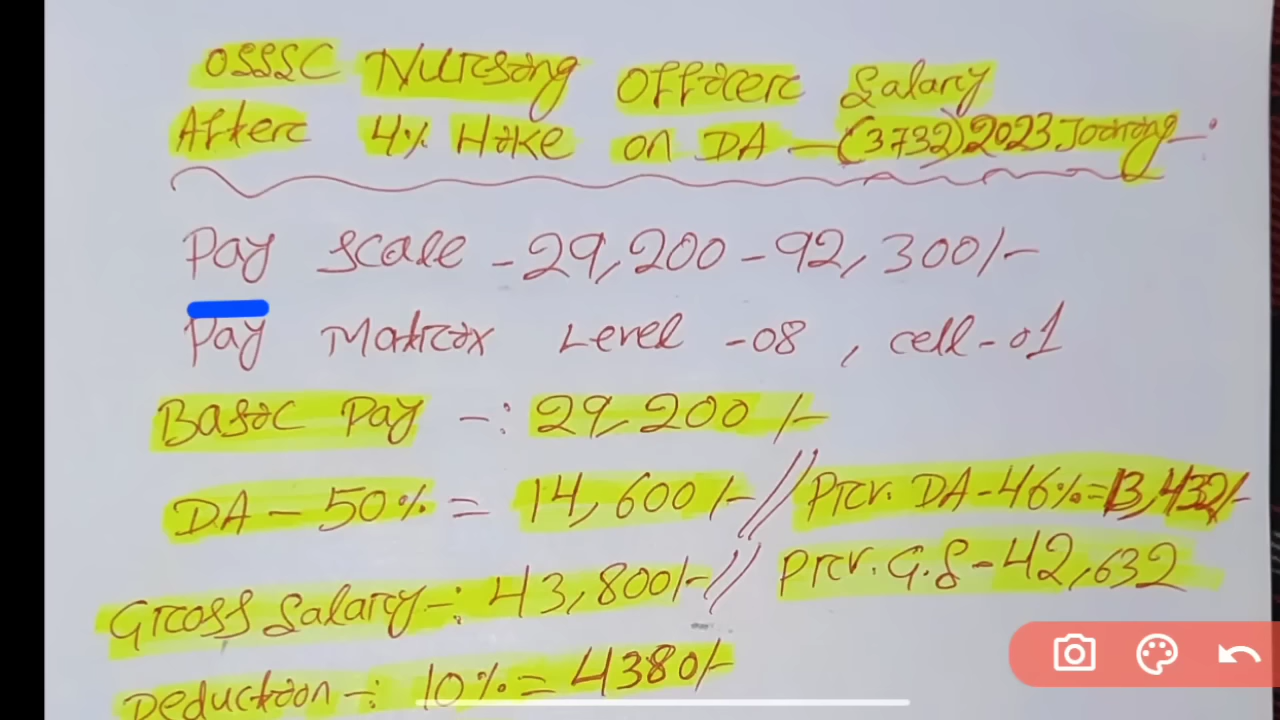 OSSSC Nursing Officer Salary
After 4% Hike on DA - (3732) 2023 Joining -:
Pay Scale - 29,200 - 92,300/-
Pay Matrix Level - 08, cell - 01
Basic Pay -: 29,200/-
DA - 50% = 14,600/- // Prev. DA - 46% = 13,432/-
Gross Salary -: 43,800/- // Prev. G.S - 42,632
Deduction -: 10% = 4380/-